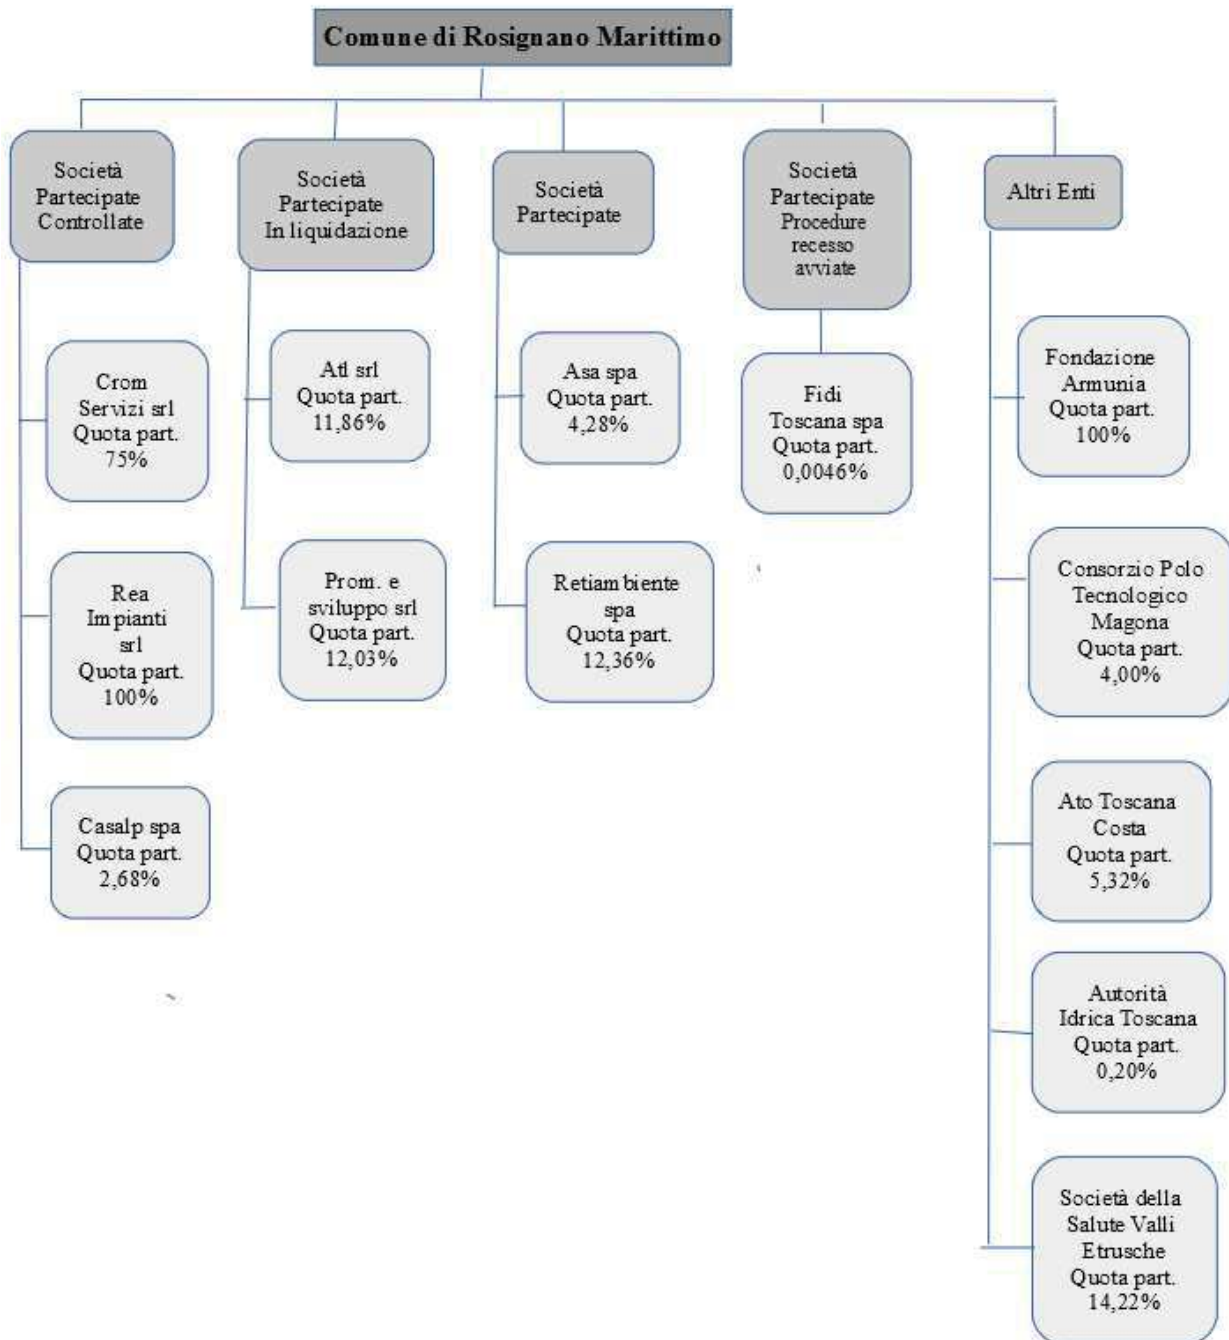 Comune di Rosignano Marittimo
Società
Partecipate
Controllate
Società
Partecipate
In liquidazione
Società
Partecipate
Società
Partecipate
Procedure
recesso
avviate
Altri Enti
Crom
Servizi srl
Quota part.
75%
Rea
Impianti
srl
Quota part.
100%
Casalp spa
Quota part.
2,68%
Atl srl
Quota part.
11,86%
Prom. e
sviluppo srl
Quota part.
12,03%
Asa spa
Quota part.
4,28%
Retiambiente
spa
Quota part.
12,36%
Fidi
Toscana spa
Quota part.
0,0046%
Fondazione
Armunia
Quota part.
100%
Consorzio Polo
Tecnologico
Magona
Quota part.
4,00%
Ato Toscana
Costa
Quota part.
5,32%
Autorità
Idrica Toscana
Quota part.
0,20%
Società della
Salute Valli
Etrusche
Quota part.
14,22%